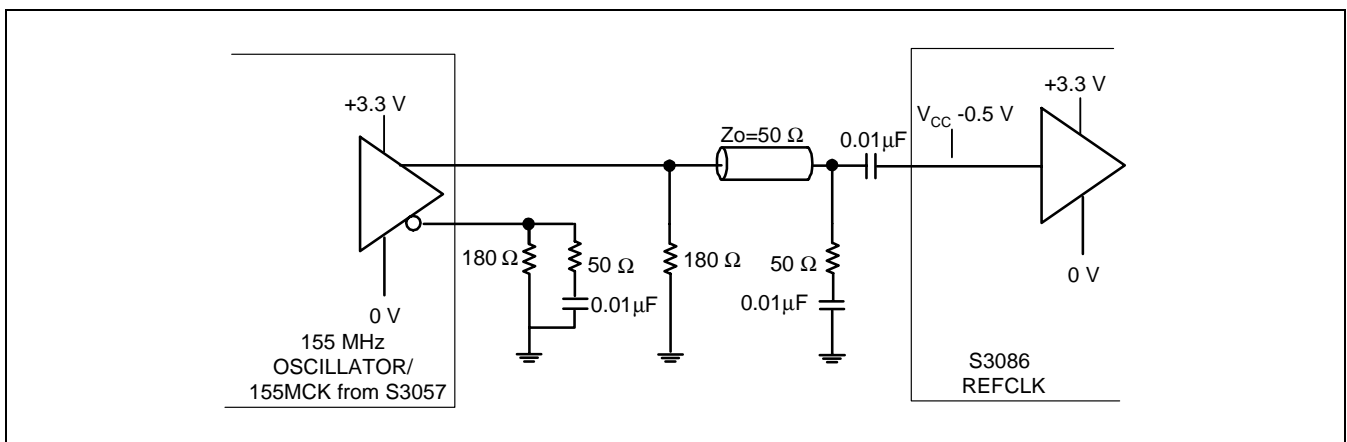 +3.3 V
0 V
155 MHz
OSCILLATOR/
155MCK from S3057
180 Ω
50 Ω
0.01μF
180 Ω
Zo=50 Ω
50 Ω
0.01μF
0.01μF
V_CC -0.5 V
+3.3 V
0 V
S3086
REFCLK